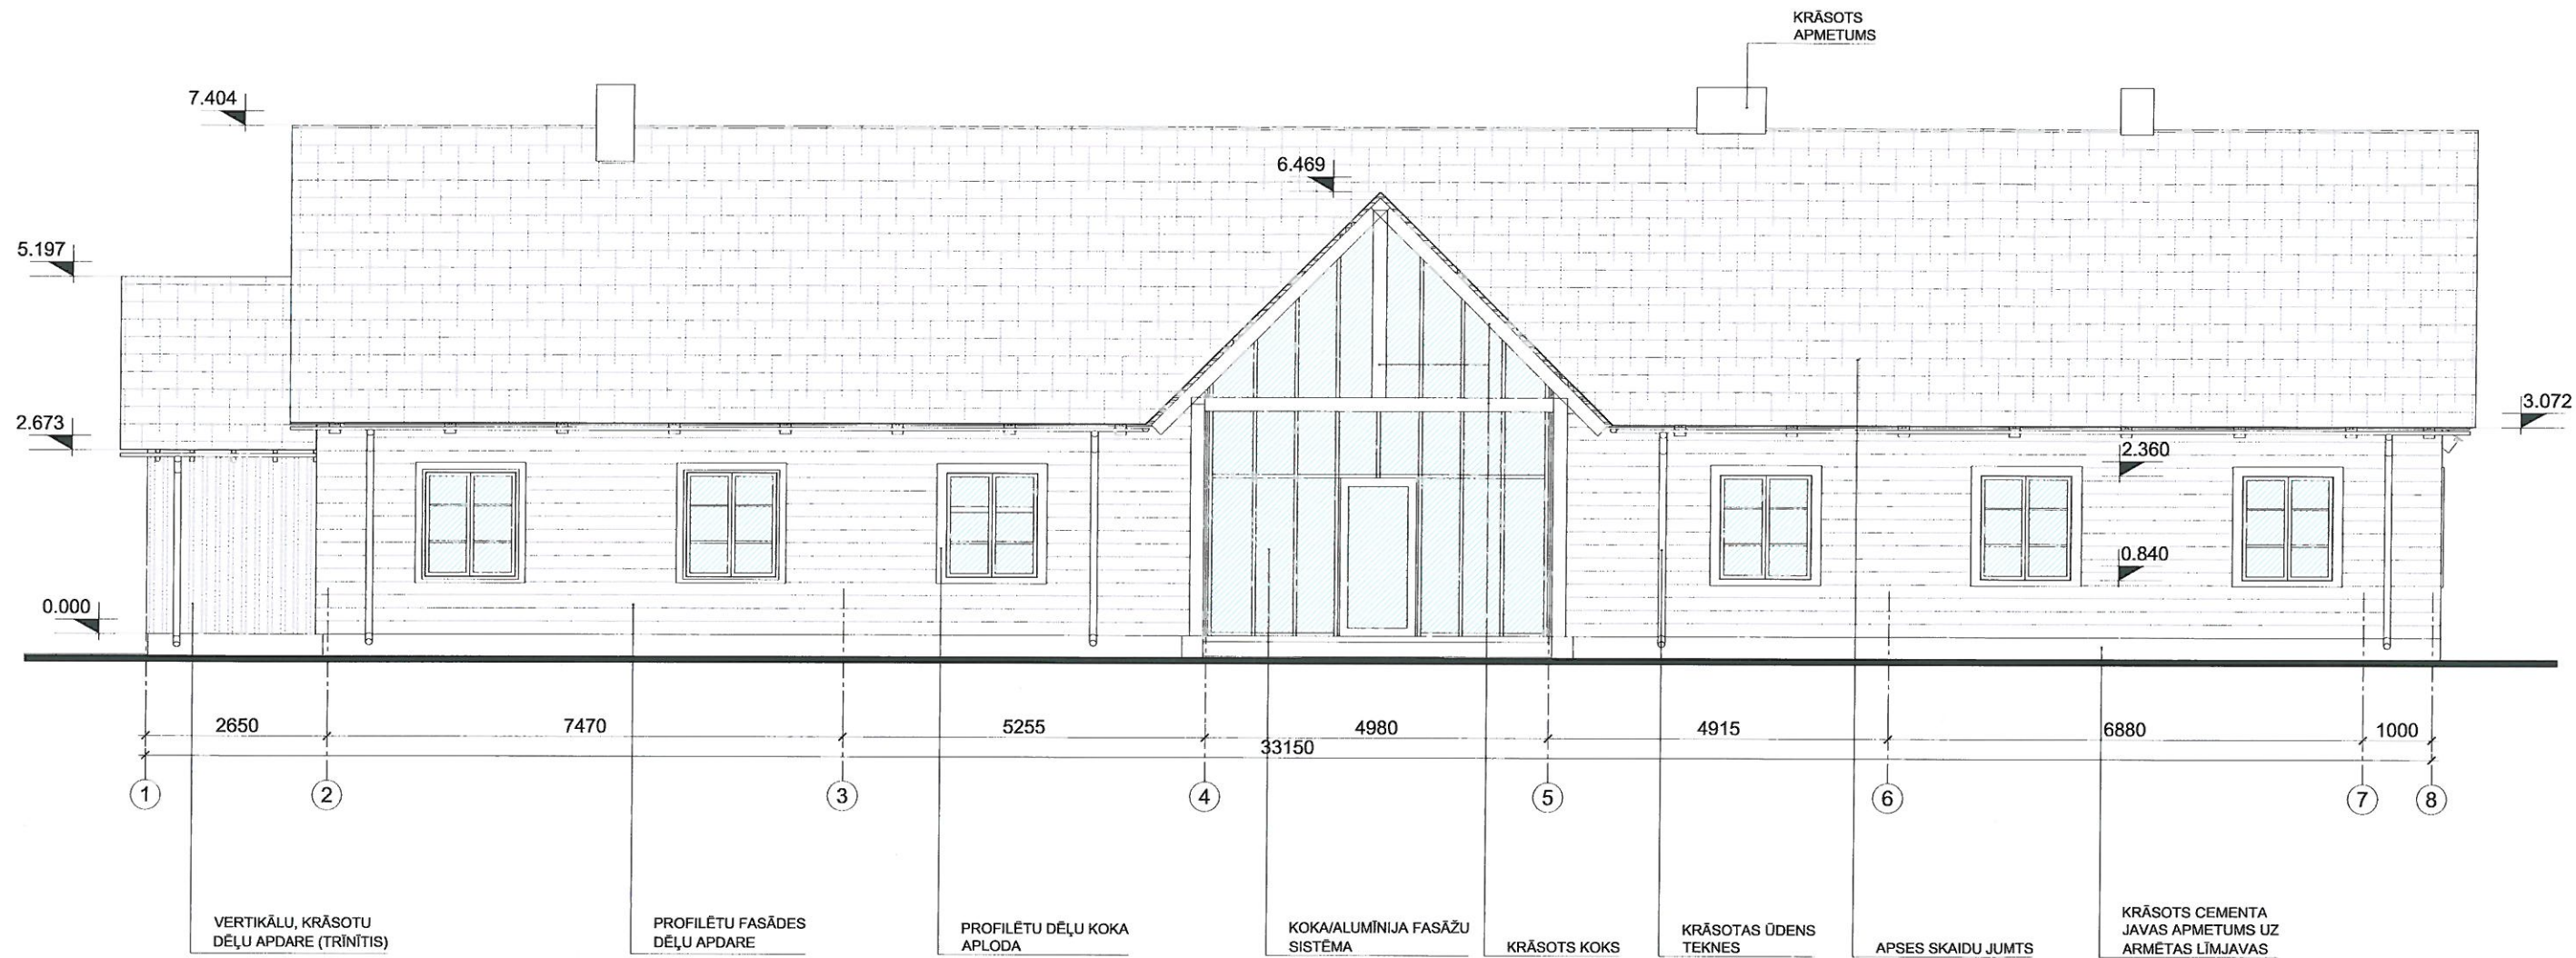 KRĀSOTS
APMETUMS
7.404
6.469
5.197
3.072
2.673
2.360
0.840
0.000
2650
7470
5255
4980
4915
6880
1000
33150
1
2
3
4
5
6
7
8
VERTIKĀLU, KRĀSOTU
DĒĻU APDARE (TRĪNĪTIS)
PROFILĒTU FASĀDES
DĒĻU APDARE
PROFILĒTU DĒĻU KOKA
APLODA
KOKA/ALUMĪNIJA FASĀŽU
SISTĒMA
KRĀSOTS KOKS
KRĀSOTAS ŪDENS
TEKNES
APSES SKAIDU JUMTS
KRĀSOTS CEMENTA
JAVAS APMETUMS UZ
ARMĒTAS LĪMJAVAS